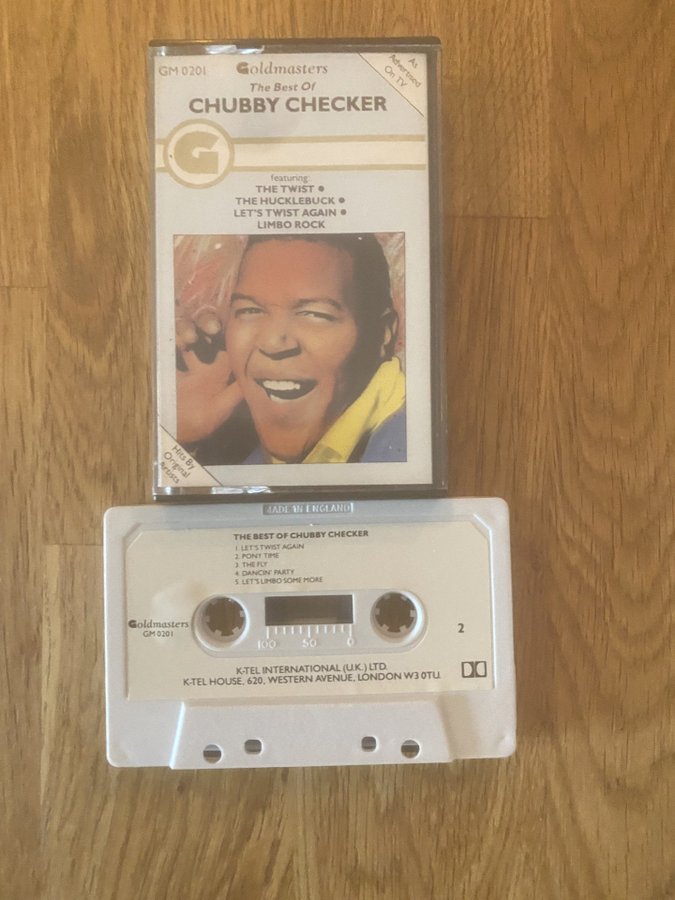 GM 0201
Goldmasters
As
Advertised
On TV
The Best Of
CHUBBY CHECKER
G
featuring:
THE TWIST •
THE HUCKLEBUCK •
LET'S TWIST AGAIN •
LIMBO ROCK
Hits By
Original
Artists
MADE IN ENGLAND
THE BEST OF CHUBBY CHECKER
1. LET'S TWIST AGAIN
2. PONY TIME
3. THE FLY
4. DANCIN' PARTY
5. LET'S LIMBO SOME MORE
Goldmasters
GM 0201
100 50 0
2
K-TEL INTERNATIONAL (U.K.) LTD.
K-TEL HOUSE, 620, WESTERN AVENUE, LONDON W3 0TU.